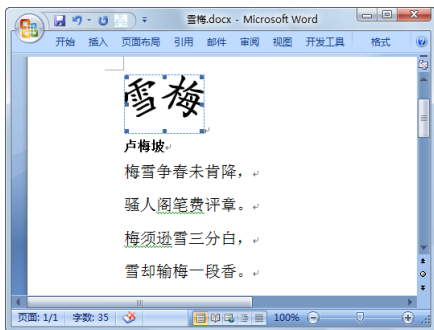 雪梅.docx - Microsoft Word
开始 插入 页面布局 引用 邮件 审阅 视图 开发工具 格式
雪梅
卢梅坡
梅雪争春未肯降，
骚人阁笔费评章。
梅须逊雪三分白，
雪却输梅一段香。
页面: 1/1 字数: 35 100%